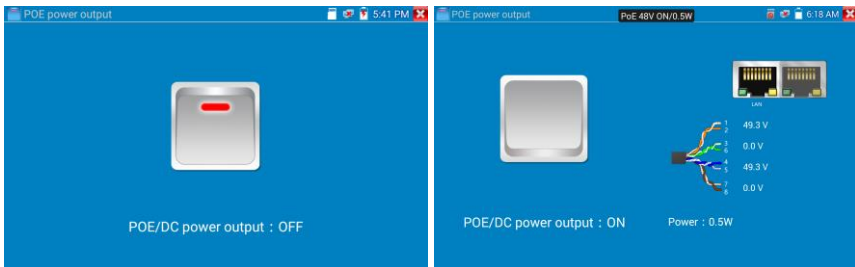 POE power output
5:41 PM
POE/DC power output : OFF
POE power output
PoE 48V ON/0.5W
6:18 AM
LAN
1
2
49.3 V
3
6
0.0 V
4
5
49.3 V
7
8
0.0 V
POE/DC power output : ON
Power : 0.5W